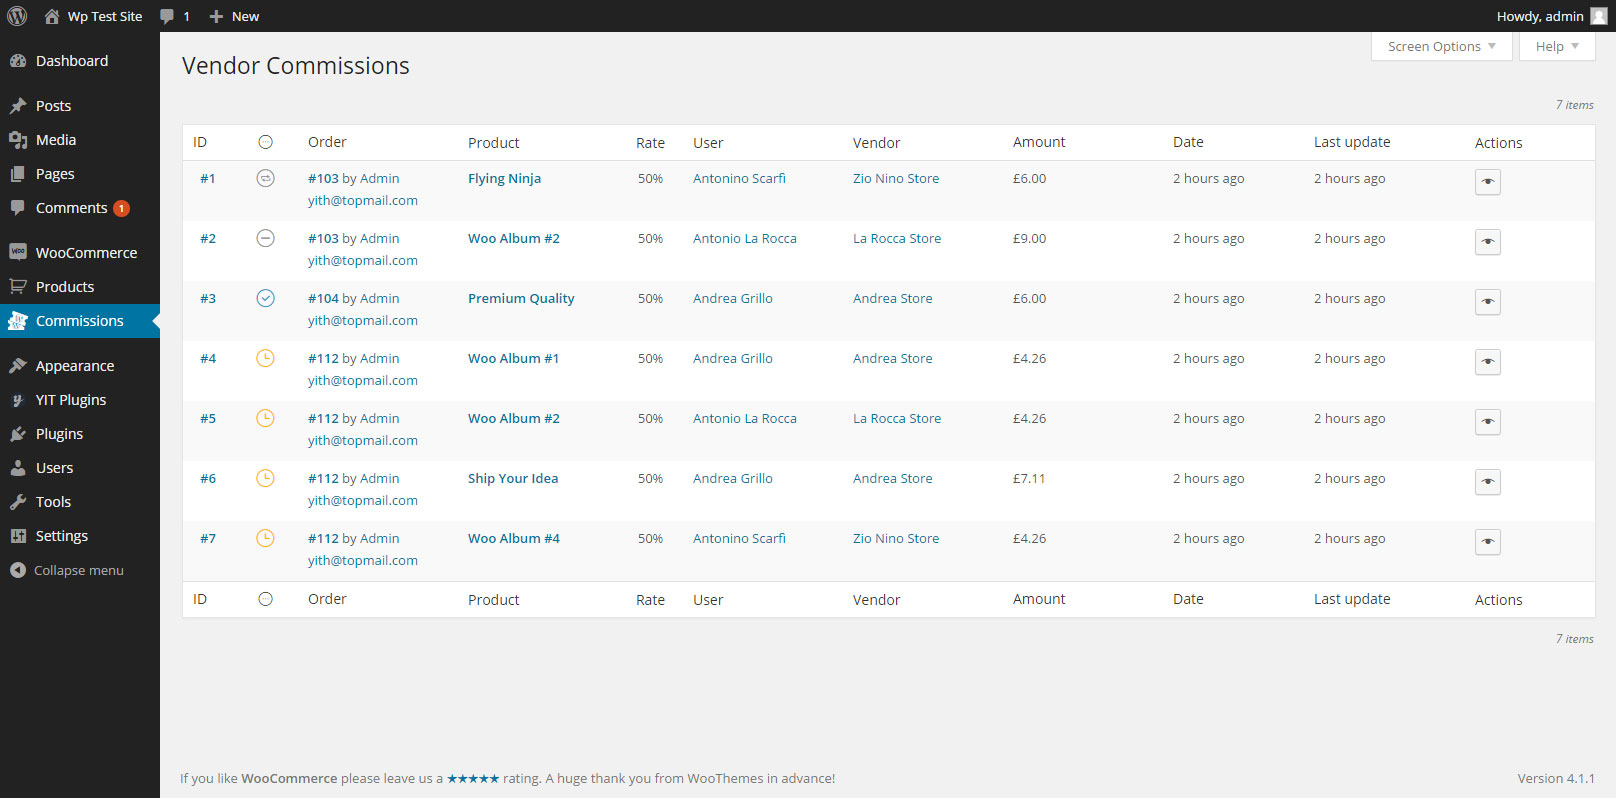 Wp Test Site 1 New Howdy, admin
Screen Options Help
Dashboard
Posts
Media
Pages
Comments 1
WooCommerce
Products
Commissions
Appearance
YIT Plugins
Plugins
Users
Tools
Settings
Collapse menu
Vendor Commissions
7 items
ID Order Product Rate User Vendor Amount Date Last update Actions
#1 #103 by Admin Flying Ninja 50% Antonino Scarfì Zio Nino Store £6.00 2 hours ago 2 hours ago
yith@topmail.com
#2 #103 by Admin Woo Album #2 50% Antonio La Rocca La Rocca Store £9.00 2 hours ago 2 hours ago
yith@topmail.com
#3 #104 by Admin Premium Quality 50% Andrea Grillo Andrea Store £6.00 2 hours ago 2 hours ago
yith@topmail.com
#4 #112 by Admin Woo Album #1 50% Andrea Grillo Andrea Store £4.26 2 hours ago 2 hours ago
yith@topmail.com
#5 #112 by Admin Woo Album #2 50% Antonio La Rocca La Rocca Store £4.26 2 hours ago 2 hours ago
yith@topmail.com
#6 #112 by Admin Ship Your Idea 50% Andrea Grillo Andrea Store £7.11 2 hours ago 2 hours ago
yith@topmail.com
#7 #112 by Admin Woo Album #4 50% Antonino Scarfì Zio Nino Store £4.26 2 hours ago 2 hours ago
yith@topmail.com
ID Order Product Rate User Vendor Amount Date Last update Actions
7 items
If you like WooCommerce please leave us a ★★★★★ rating. A huge thank you from WooThemes in advance! Version 4.1.1